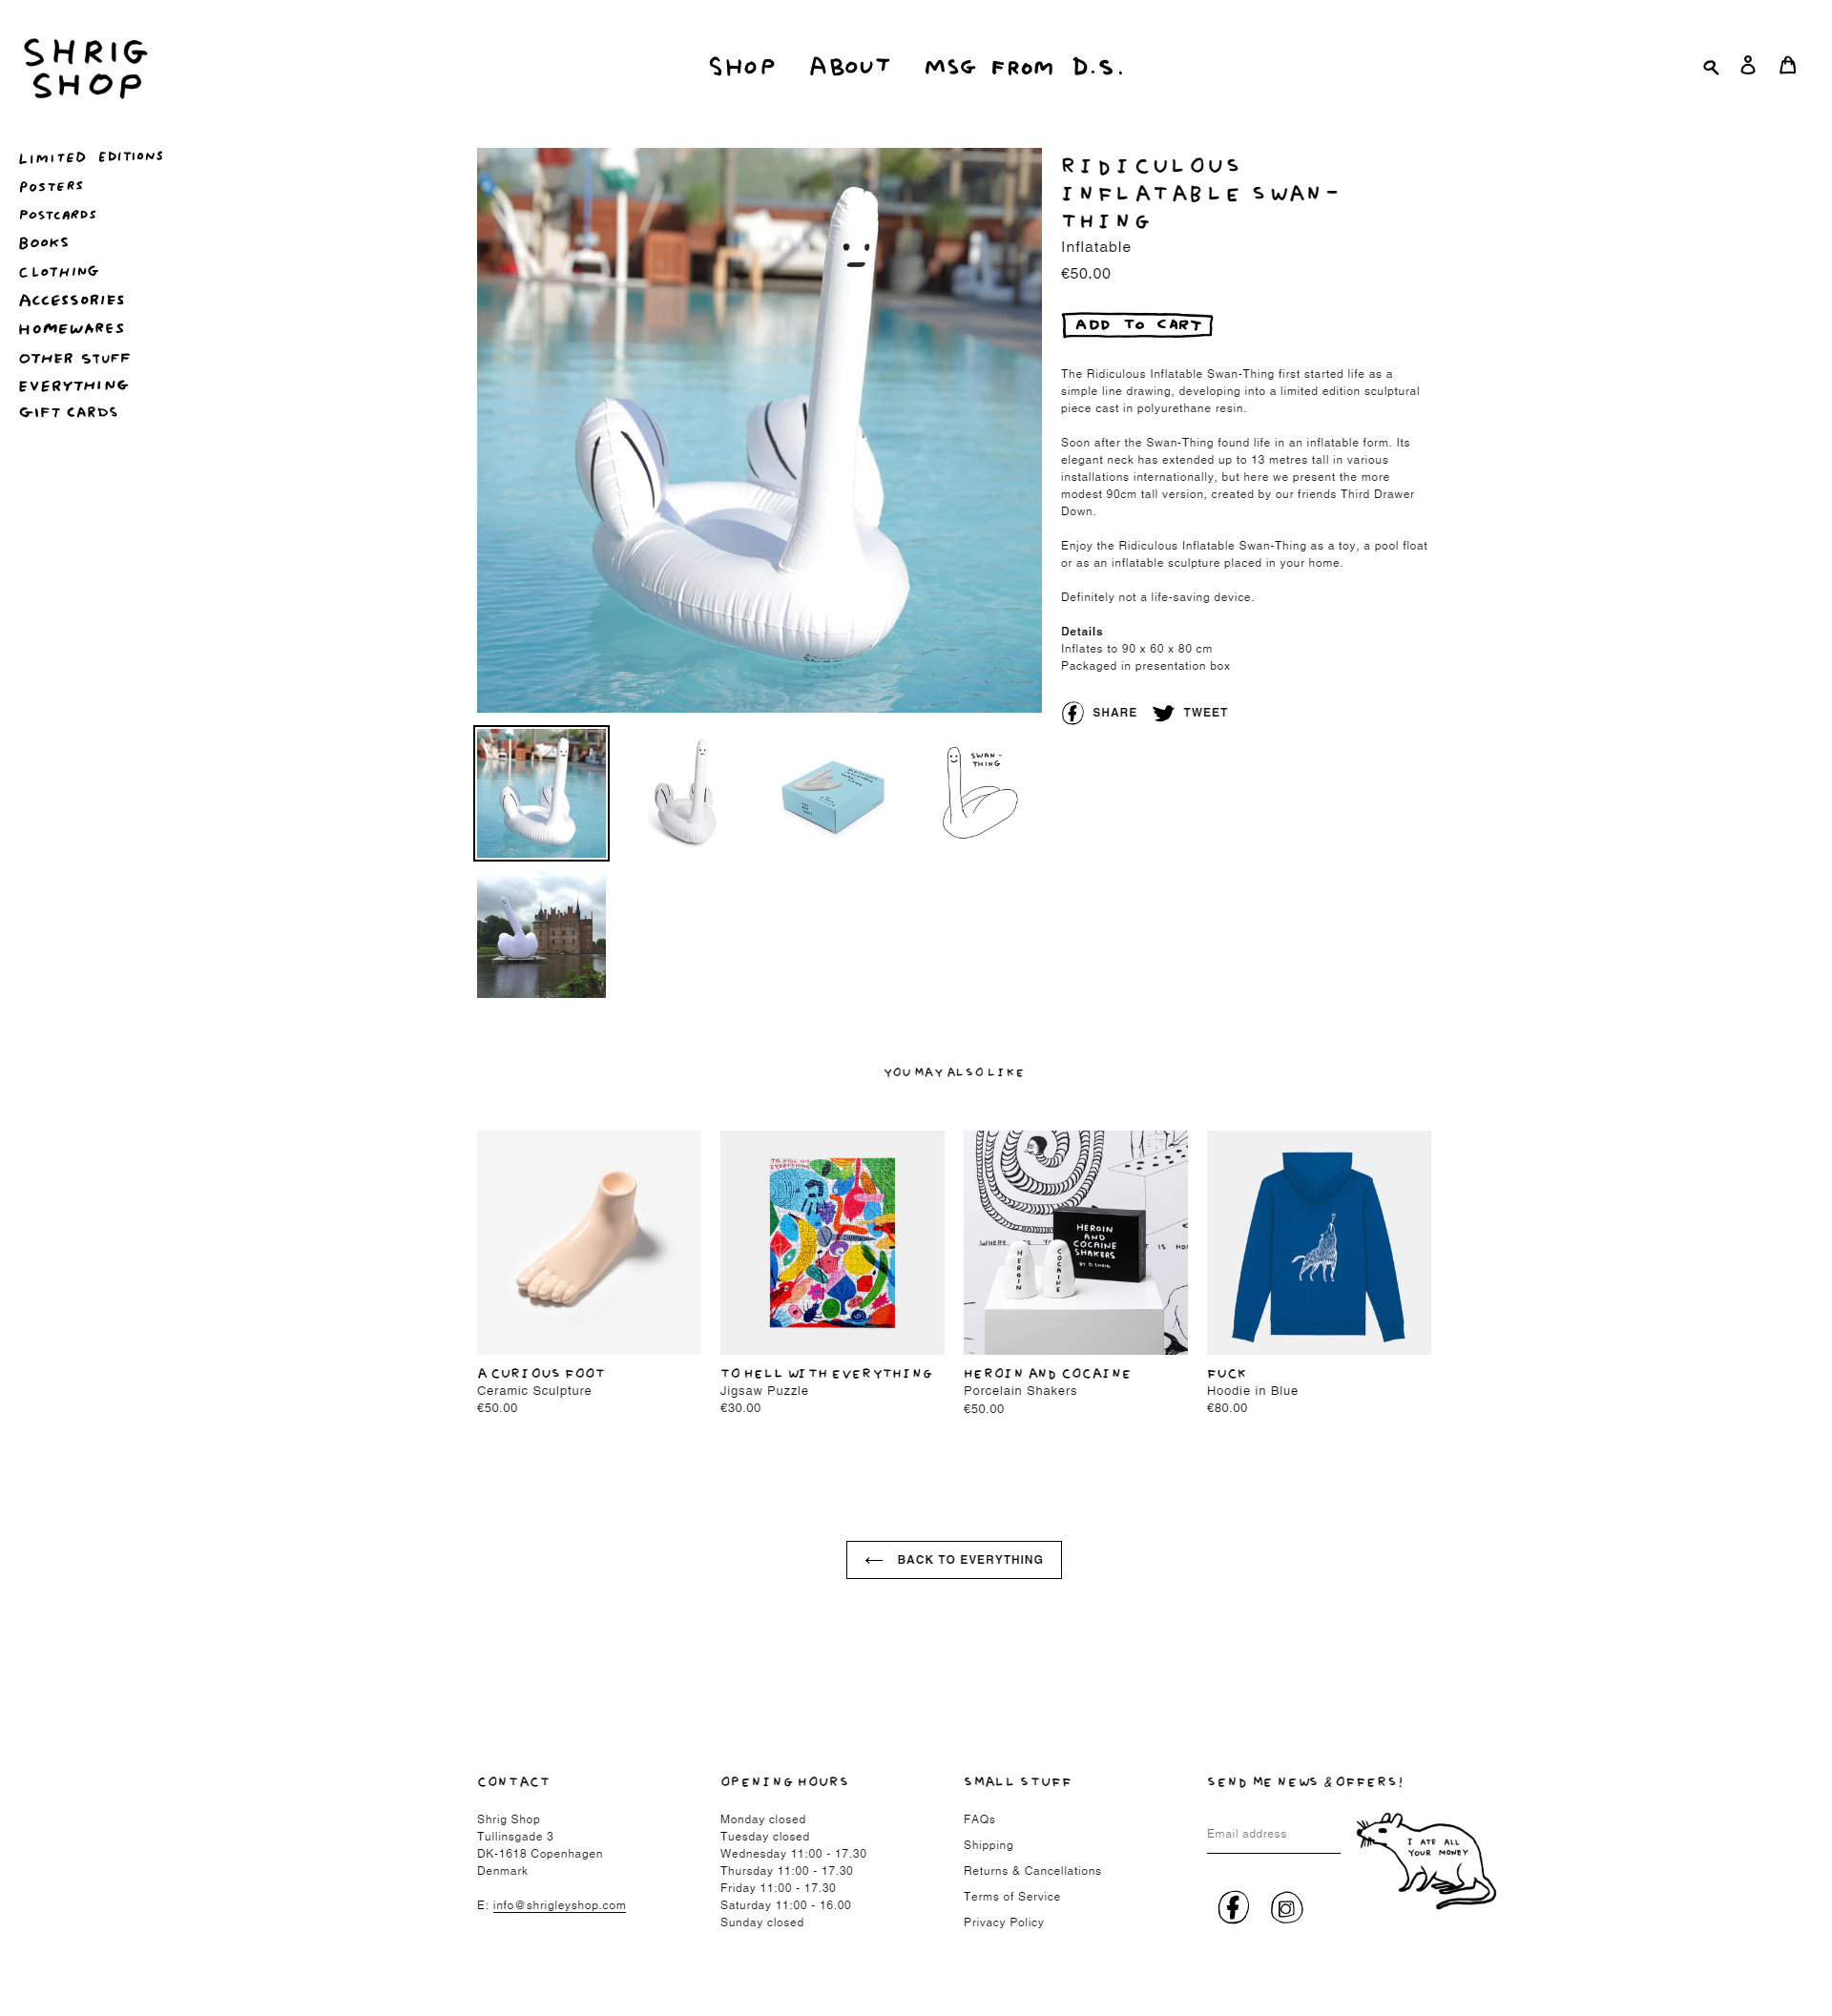 SHRIG
SHOP
SHOP ABOUT MSG FROM D.S.
LIMITED EDITIONS
POSTERS
POSTCARDS
BOOKS
CLOTHING
ACCESSORIES
HOMEWARES
OTHER STUFF
EVERYTHING
GIFT CARDS
RIDICULOUS
INFLATABLE SWAN-
THING
Inflatable
€50.00
ADD TO CART
The Ridiculous Inflatable Swan-Thing first started life as a
simple line drawing, developing into a limited edition sculptural
piece cast in polyurethane resin.
Soon after the Swan-Thing found life in an inflatable form. Its
elegant neck has extended up to 13 metres tall in various
installations internationally, but here we present the more
modest 90cm tall version, created by our friends Third Drawer
Down.
Enjoy the Ridiculous Inflatable Swan-Thing as a toy, a pool float
or as an inflatable sculpture placed in your home.
Definitely not a life-saving device.
Details
Inflates to 90 x 60 x 80 cm
Packaged in presentation box
SHARE TWEET
SWAN-
THING
YOU MAY ALSO LIKE
TO HELL WITH
EVERYTHING
HEROIN
AND
COCAINE
SHAKERS
BY D. SHRIG
HEROIN
COCAINE
A CURIOUS FOOT
Ceramic Sculpture
€50.00
TO HELL WITH EVERYTHING
Jigsaw Puzzle
€30.00
HEROIN AND COCAINE
Porcelain Shakers
€50.00
FUCK
Hoodie in Blue
€80.00
BACK TO EVERYTHING
CONTACT
Shrig Shop
Tullinsgade 3
DK-1618 Copenhagen
Denmark
E: info@shrigleyshop.com
OPENING HOURS
Monday closed
Tuesday closed
Wednesday 11:00 - 17.30
Thursday 11:00 - 17.30
Friday 11:00 - 17.30
Saturday 11:00 - 16.00
Sunday closed
SMALL STUFF
FAQs
Shipping
Returns & Cancellations
Terms of Service
Privacy Policy
SEND ME NEWS & OFFERS!
Email address
I ATE ALL
YOUR MONEY